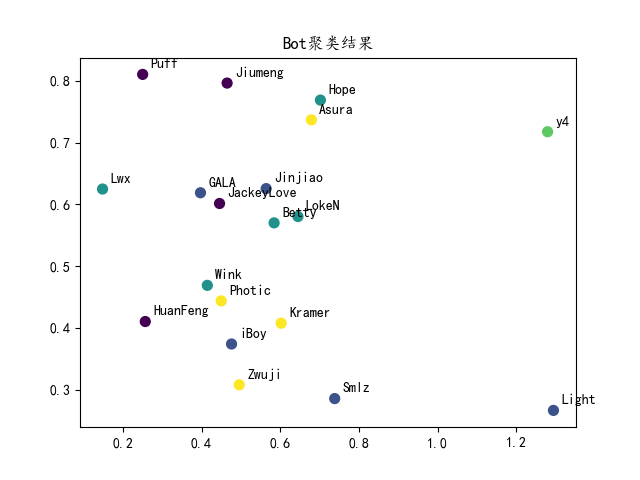 Bot聚类结果
0.8
0.7
0.6
0.5
0.4
0.3
Puff
Jiumeng
Hope
Asura
y4
Lwx
GALA
Jinjiao
JackeyLove
Betty
LokeN
Wink
Photic
HuanFeng
Kramer
iBoy
Zwuji
Smlz
Light
0.2
0.4
0.6
0.8
1.0
1.2